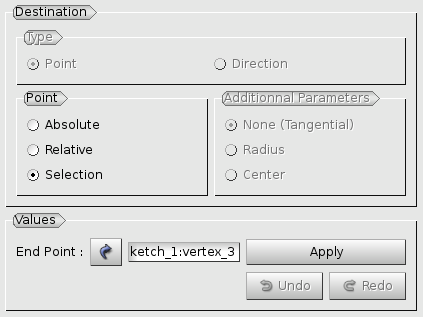 Destination
Type
Point Direction
Point Additionnal Parameters
Absolute None (Tangential)
Relative Radius
Selection Center
Values
End Point : ketch_1:vertex_3 Apply
Undo Redo